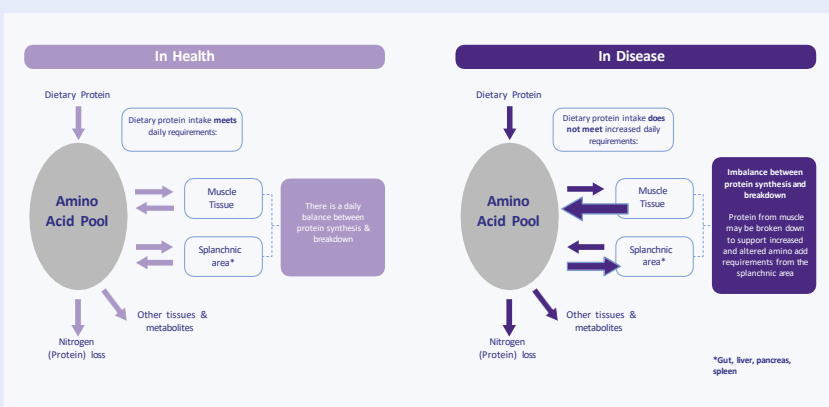 In Health
Dietary Protein
Dietary protein intake meets
daily requirements:
Amino
Acid Pool
Muscle
Tissue
Splanchnic
area*
There is a daily
balance between
protein synthesis &
breakdown
Other tissues &
metabolites
Nitrogen
(Protein) loss
In Disease
Dietary Protein
Dietary protein intake does
not meet increased daily
requirements:
Amino
Acid Pool
Muscle
Tissue
Splanchnic
area*
Imbalance between
protein synthesis and
breakdown
Protein from muscle
may be broken down
to support increased
and altered amino acid
requirements from the
splanchnic area
Other tissues &
metabolites
Nitrogen
(Protein) loss
*Gut, liver, pancreas,
spleen